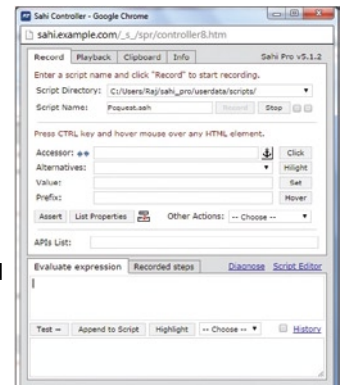 Sahi Controller - Google Chrome
sahi.example.com/_s_/spr/controller8.htm
Record Playback Clipboard Info Sahi Pro v5.1.2
Enter a script name and click "Record" to start recording.
Script Directory: C:/Users/Raj/sahi_pro/userdata/scripts/
Script Name: Poquest.sah Record Stop
Press CTRL key and hover mouse over any HTML element.
Accessor: Click
Alternatives: Hilight
Value: Set
Prefix: Hover
Assert List Properties Other Actions: -- Choose --
APIs List:
Evaluate expression Recorded steps Diagnose Script Editor
Test → Append to Script Highlight -- Choose -- History